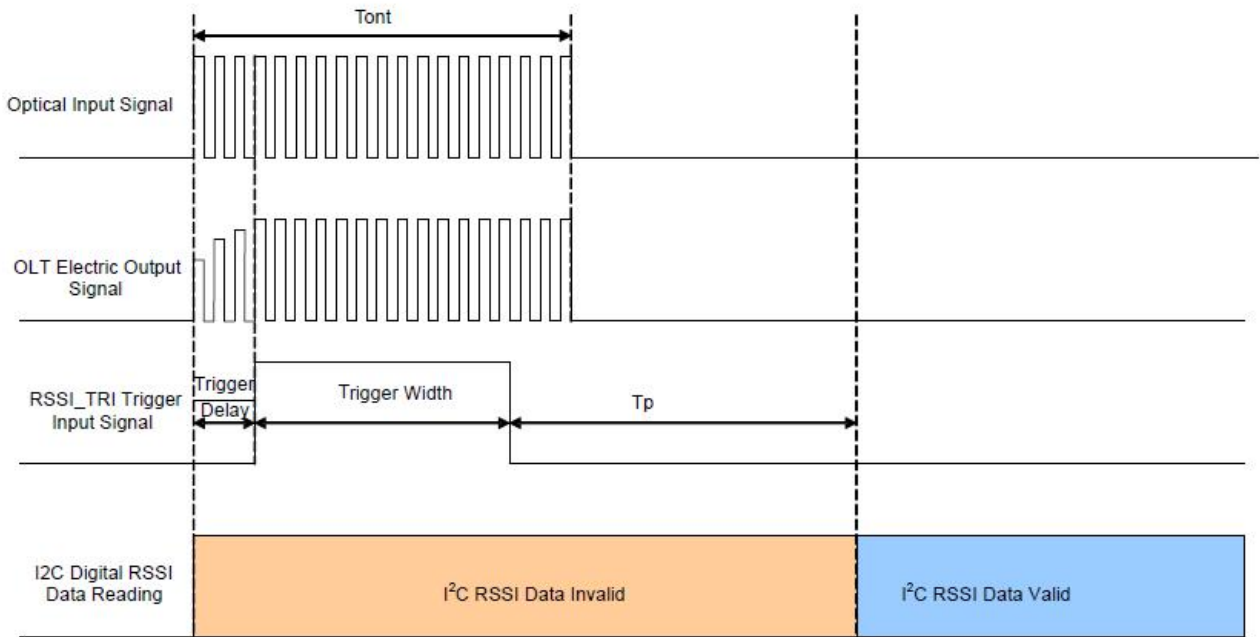 Tont
Optical Input Signal
OLT Electric Output
Signal
RSSI_TRI Trigger
Input Signal
Trigger
Delay
Trigger Width
Tp
I2C Digital RSSI
Data Reading
I²C RSSI Data Invalid
I²C RSSI Data Valid